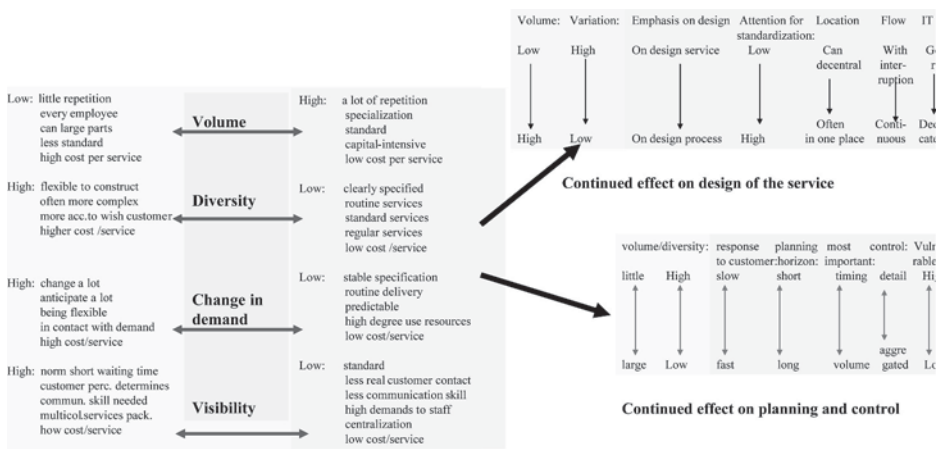 Low: little repetition
every employee
can large parts
less standard
high cost per service
Volume
High: a lot of repetition
specialization
standard
capital-intensive
low cost per service
High: flexible to construct
often more complex
more acc.to wish customer
higher cost /service
Diversity
Low: clearly specified
routine services
standard services
regular services
low cost /service
High: change a lot
anticipate a lot
being flexible
in contact with demand
high cost/service
Change in
demand
Low: stable specification
routine delivery
predictable
high degree use resources
low cost/service
High: norm short waiting time
customer perc. determines
commun. skill needed
multicol.services pack.
how cost/service
Visibility
Low: standard
less real customer contact
less communication skill
high demands to staff
centralization
low cost/service
Volume: Variation: Emphasis on design Attention for Location Flow IT
standardization:
Low High On design service Low Can With
decentral inter-
ruption
High Low On design process High Often Conti-
in one place nuous
Continued effect on design of the service
volume/diversity: response planning most control:
to customer: horizon: important:
little High slow short timing detail
aggre
large Low fast long volume gated
Continued effect on planning and control